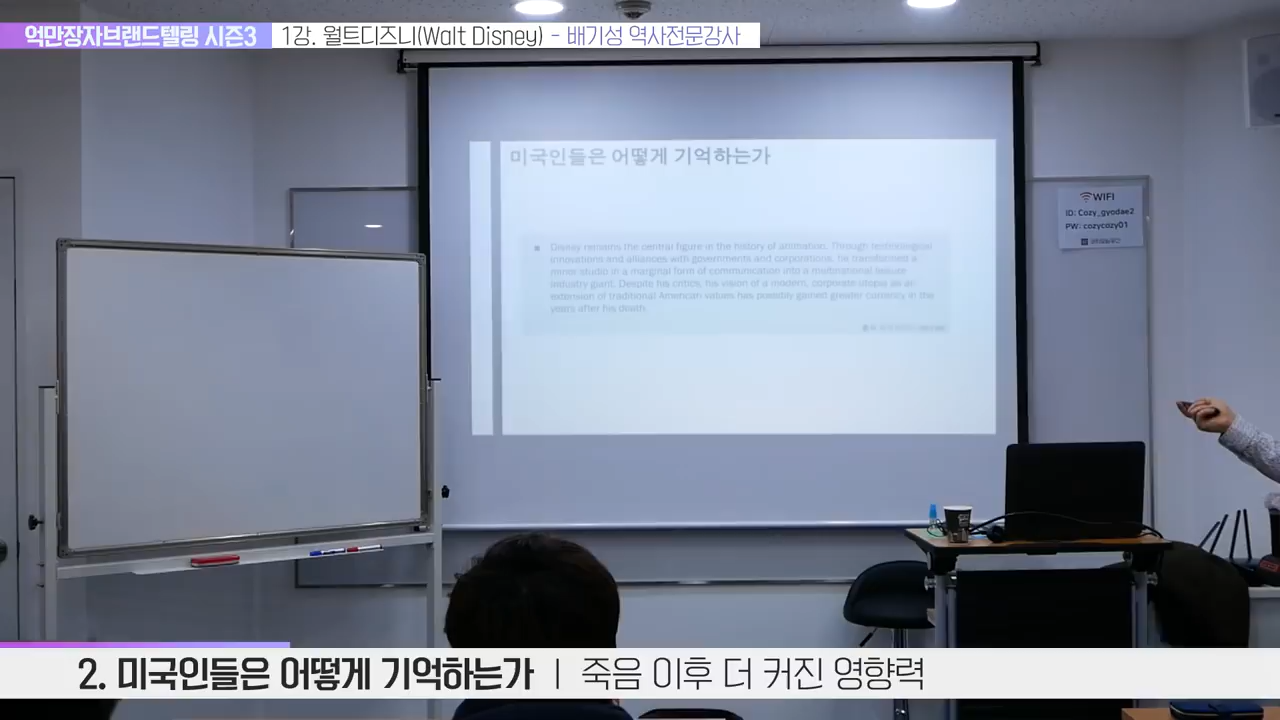 억만장자브랜드텔링 시즌3
1강. 월트디즈니(Walt Disney) - 배기성 역사전문강사
미국인들은 어떻게 기억하는가
Disney remains the central figure in the history of animation. Through technological
innovations and alliances with governments and corporations, he transformed a
minor studio in a marginal form of communication into a multinational leisure
industry giant. Despite his critics, his vision of a modern, corporate utopia as an
extension of traditional American values has possibly gained greater currency in the
years after his death.
WIFI
ID: Cozy_gyodae2
PW: cozycozy01
2. 미국인들은 어떻게 기억하는가 | 죽음 이후 더 커진 영향력